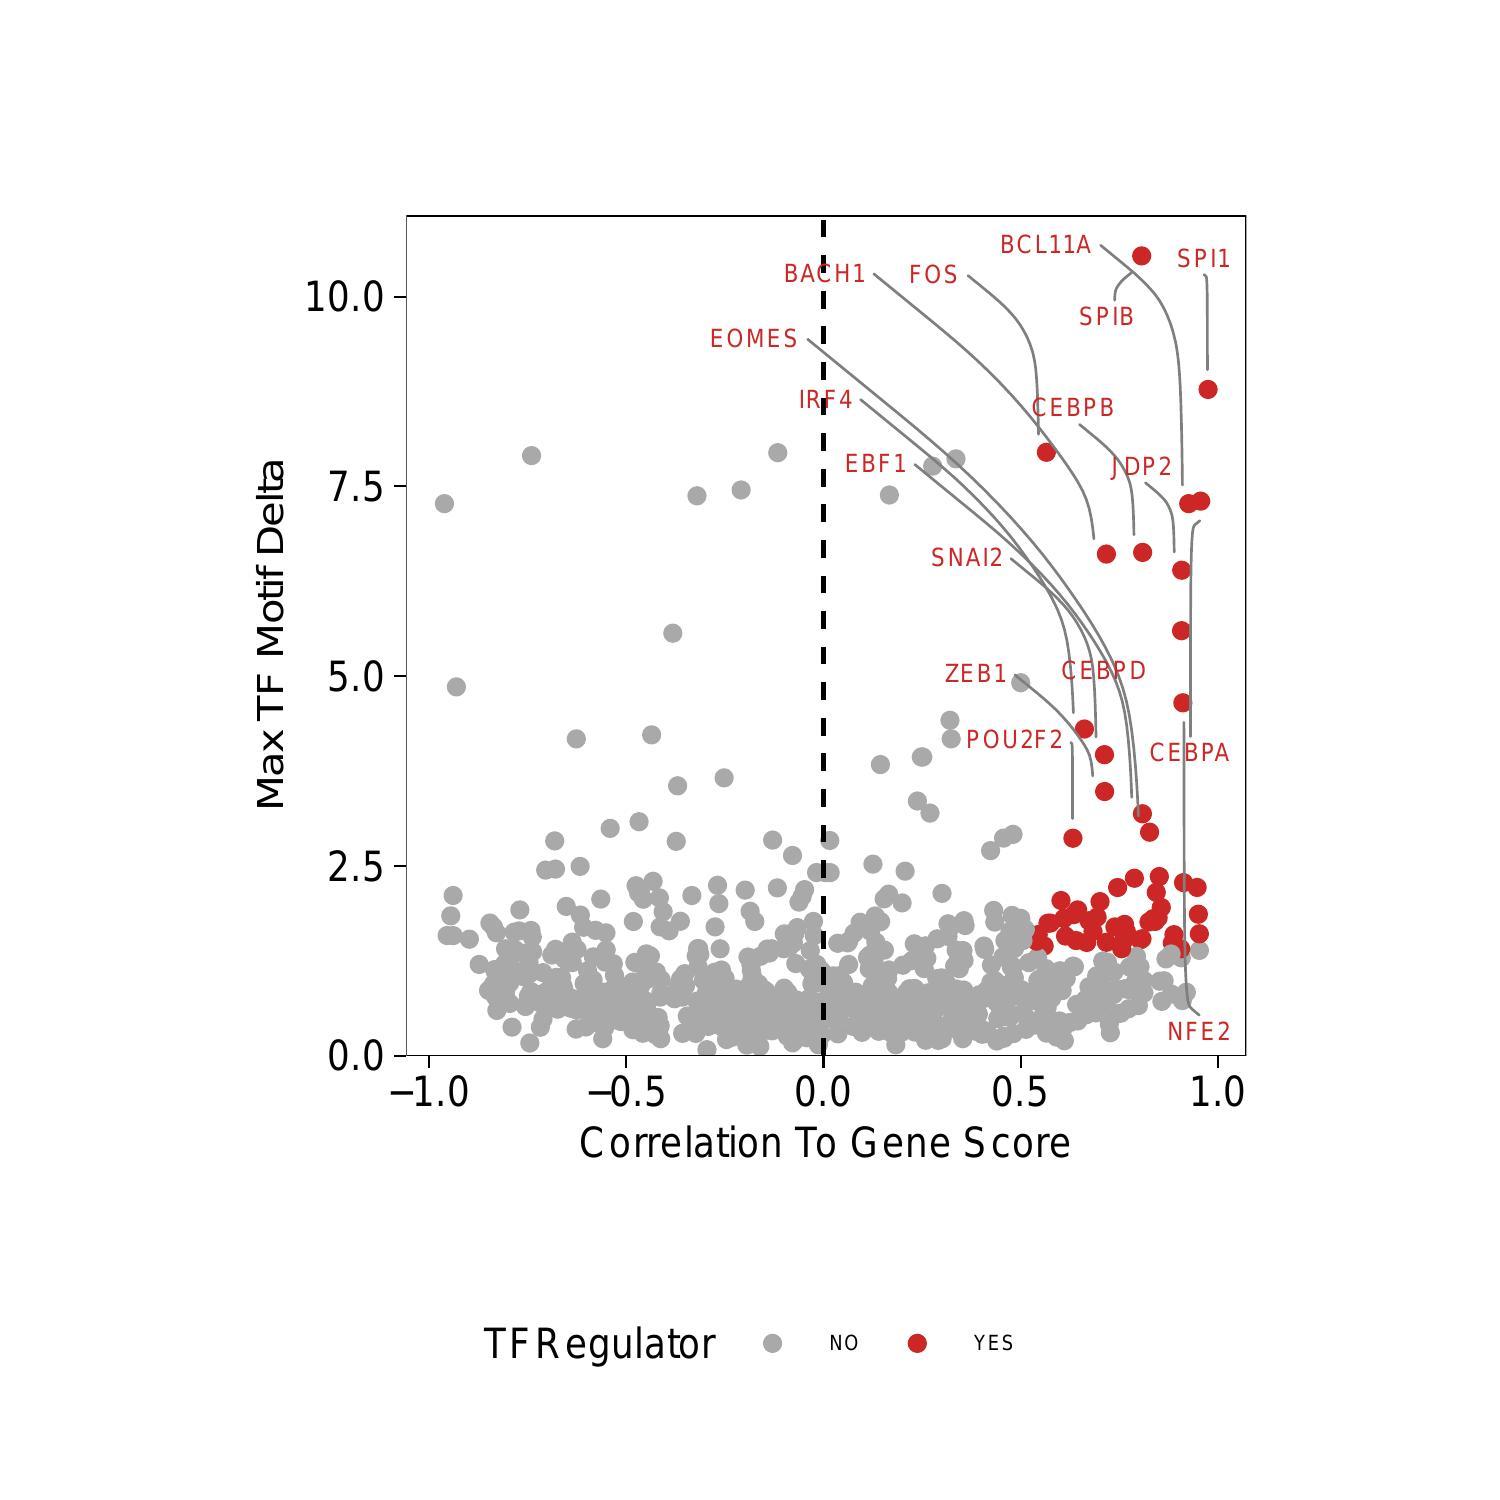 BCL11A
SPI1
BACH1
FOS
SPIB
EOMES
IRF4
CEBPB
EBF1
JDP2
SNAI2
ZEB1
CEBPD
POU2F2
CEBPA
NFE2
10.0
7.5
5.0
2.5
0.0
Max TF Motif Delta
−1.0 −0.5 0.0 0.5 1.0
Correlation To Gene Score
TFRegulator NO YES